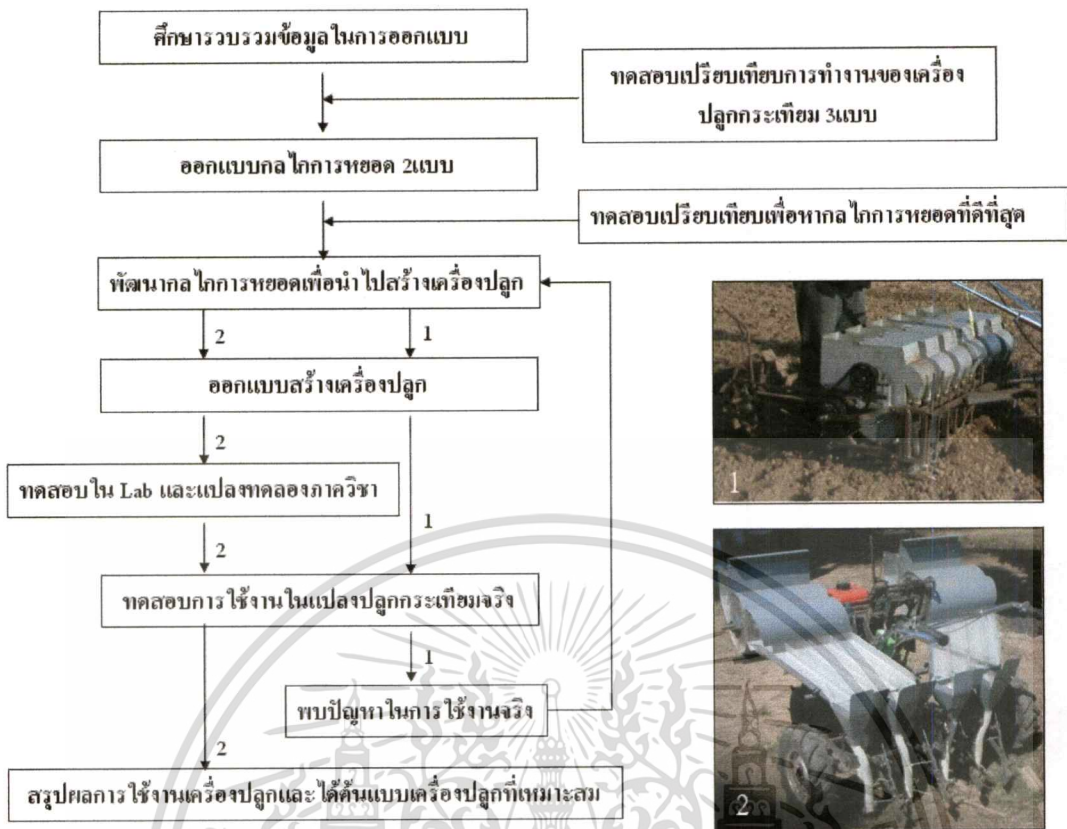 ศึกษารวบรวมข้อมูลในการออกแบบ
ทดสอบเปรียบเทียบการทำงานของเครื่อง
ปลูกกระเทียม 3แบบ
ออกแบบกลไกการหยอด 2แบบ
ทดสอบเปรียบเทียบเพื่อหากลไกการหยอดที่ดีที่สุด
พัฒนากลไกการหยอดเพื่อนำไปสร้างเครื่องปลูก
2
1
ออกแบบสร้างเครื่องปลูก
2
ทดสอบใน Lab และแปลงทดลองภาควิชา
1
2
ทดสอบการใช้งานในแปลงปลูกกระเทียมจริง
1
พบปัญหาในการใช้งานจริง
2
สรุปผลการใช้งานเครื่องปลูกและได้ต้นแบบเครื่องปลูกที่เหมาะสม
1
2